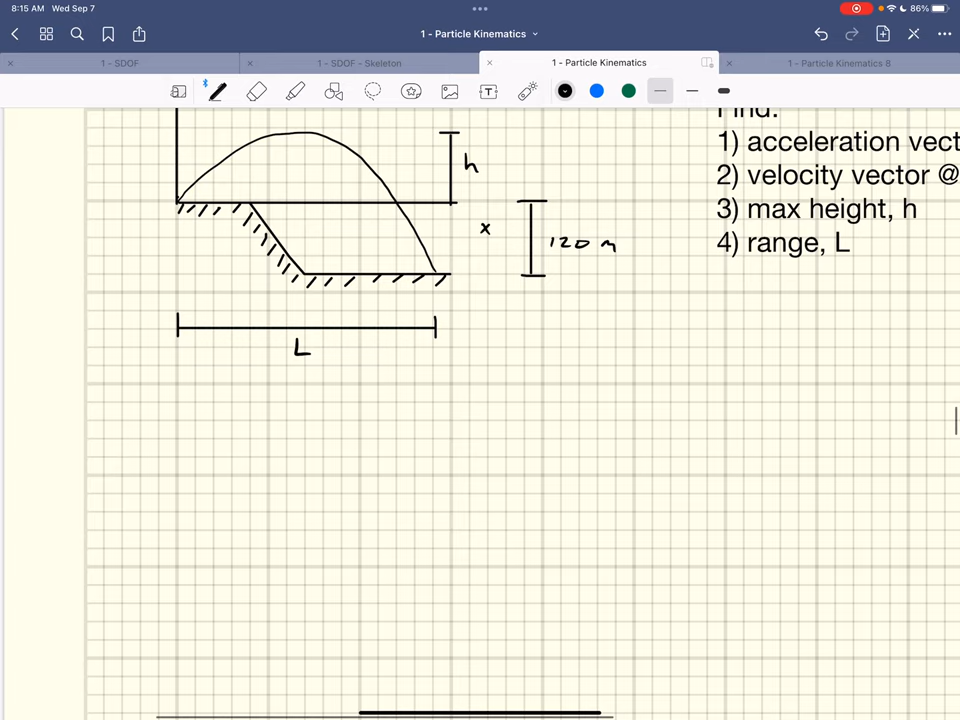 8:15 AM Wed Sep 7
86%
1 - Particle Kinematics
1 - SDOF
1 - SDOF - Skeleton
1 - Particle Kinematics
1 - Particle Kinematics 8
Find:
1) acceleration vect
2) velocity vector @
3) max height, h
4) range, L
h
x
120 m
L